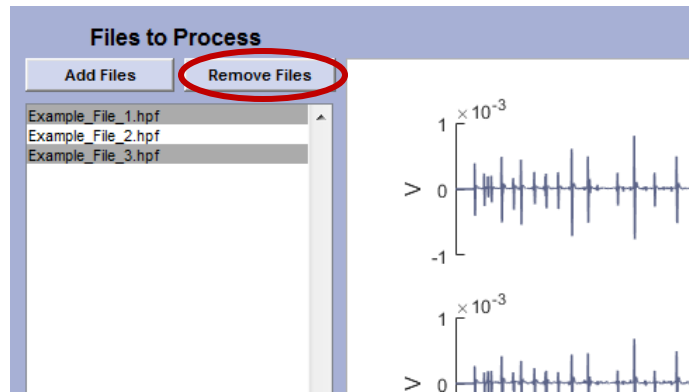 Files to Process
Add Files
Remove Files
Example_File_1.hpf
Example_File_2.hpf
Example_File_3.hpf
1 × 10⁻³
V 0
-1
1 × 10⁻³
V 0